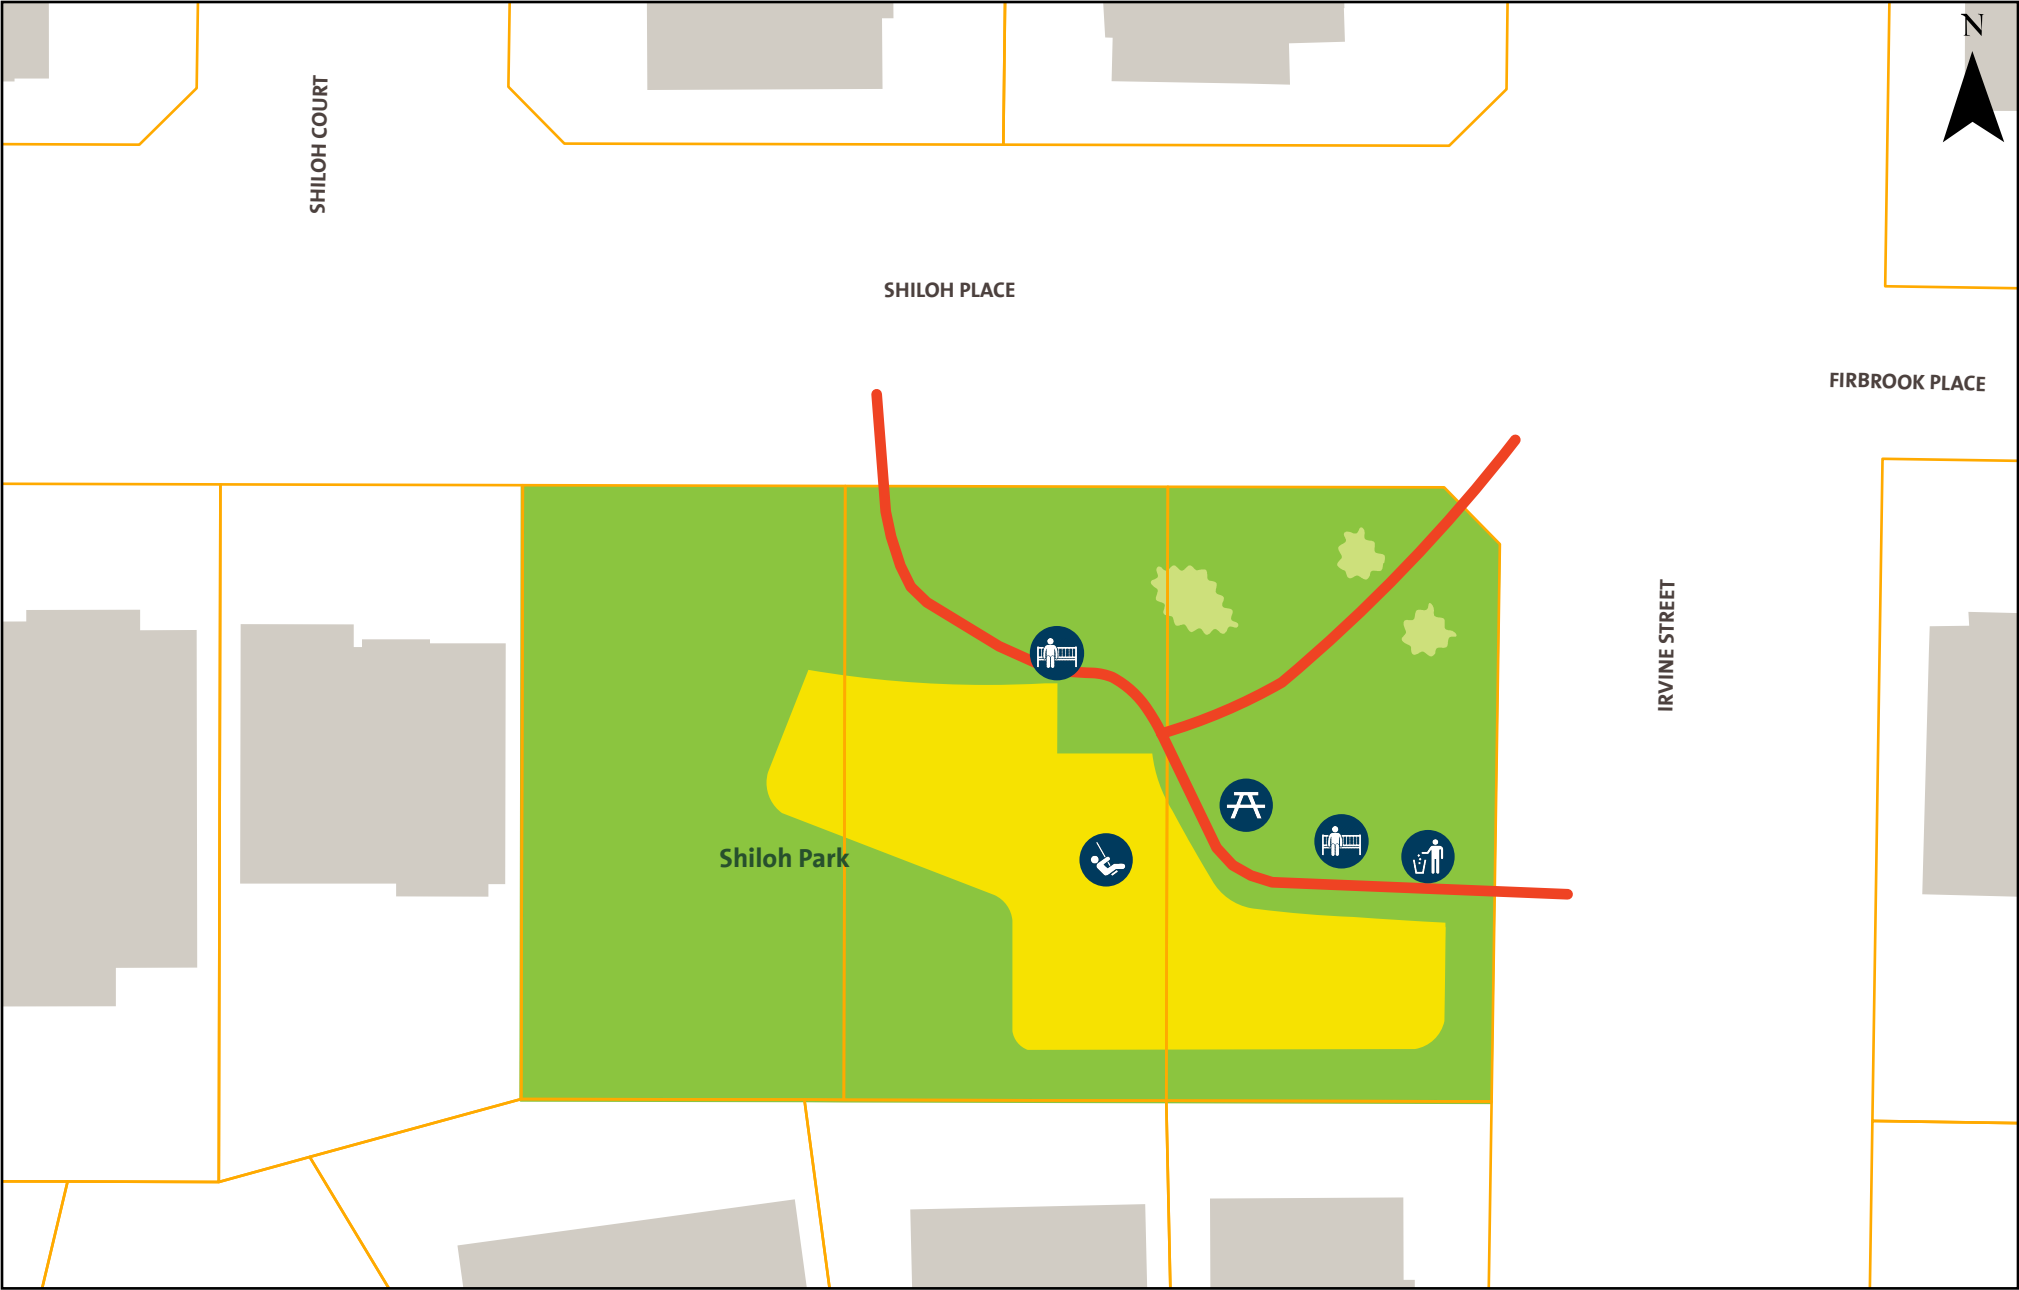 N
SHILOH COURT
SHILOH PLACE
FIRBROOK PLACE
IRVINE STREET
Shiloh Park